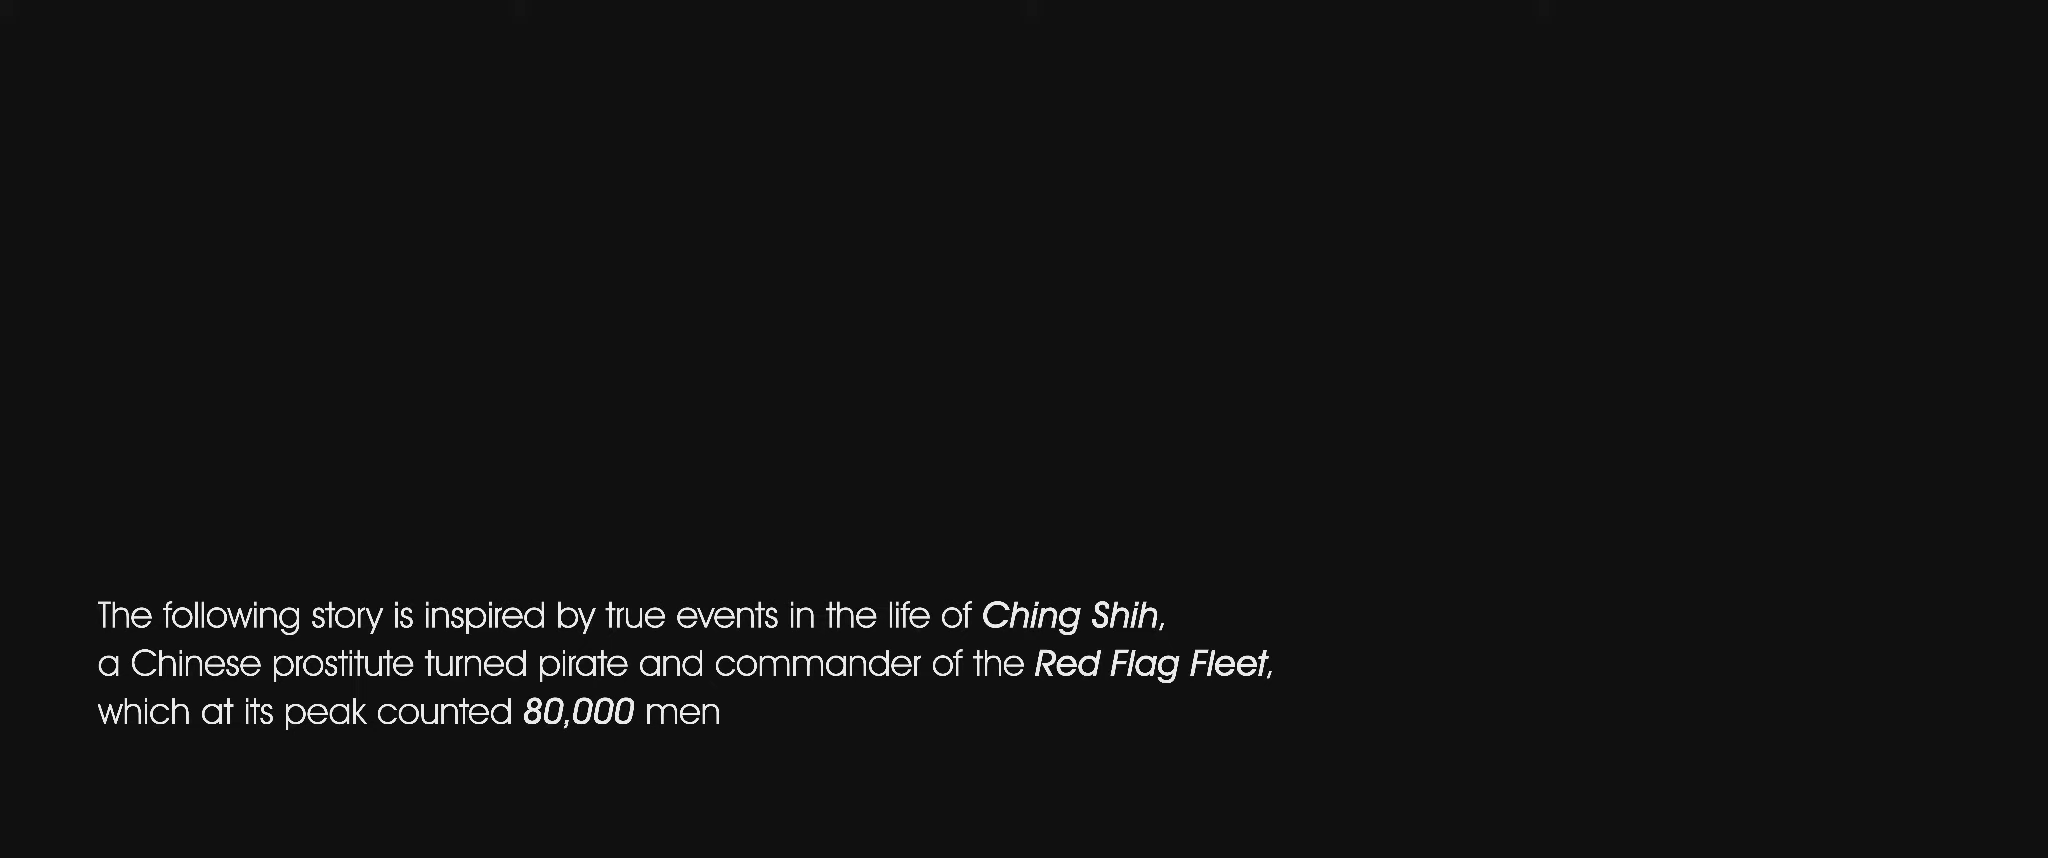 The following story is inspired by true events in the life of Ching Shih,
a Chinese prostitute turned pirate and commander of the Red Flag Fleet,
which at its peak counted 80,000 men